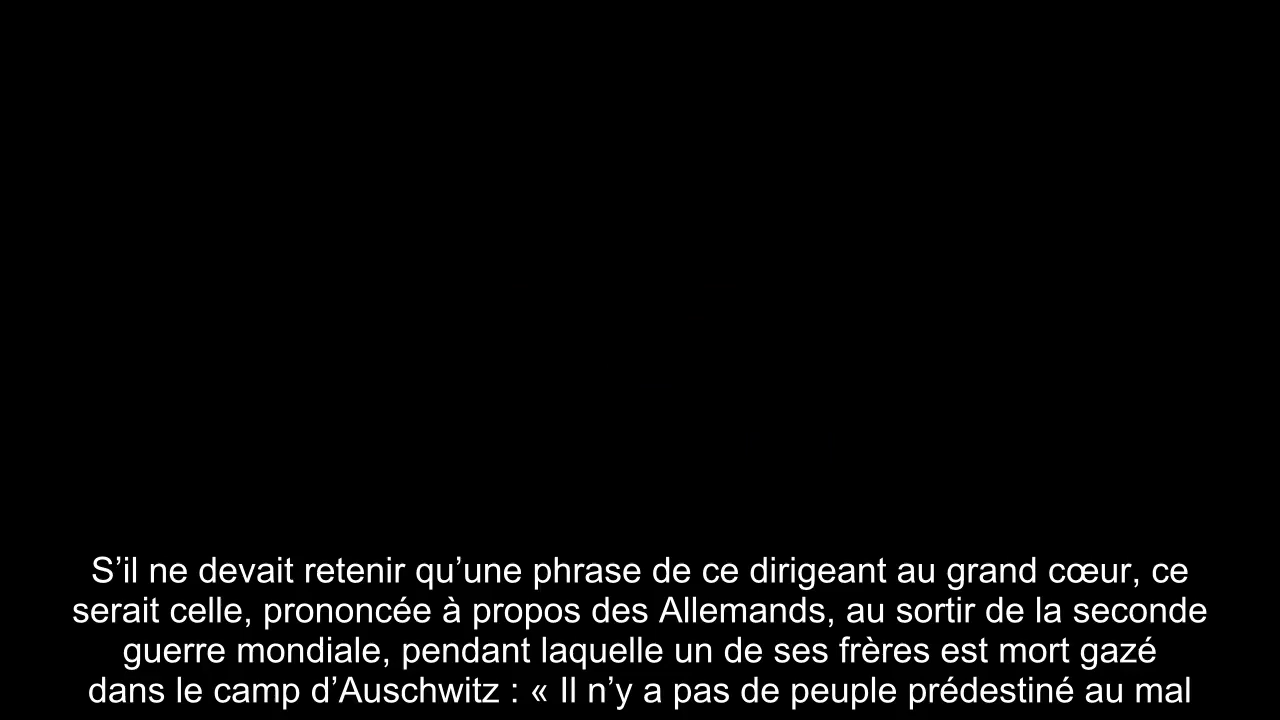 S’il ne devait retenir qu’une phrase de ce dirigeant au grand cœur, ce
serait celle, prononcée à propos des Allemands, au sortir de la seconde
guerre mondiale, pendant laquelle un de ses frères est mort gazé
dans le camp d’Auschwitz : « Il n’y a pas de peuple prédestiné au mal